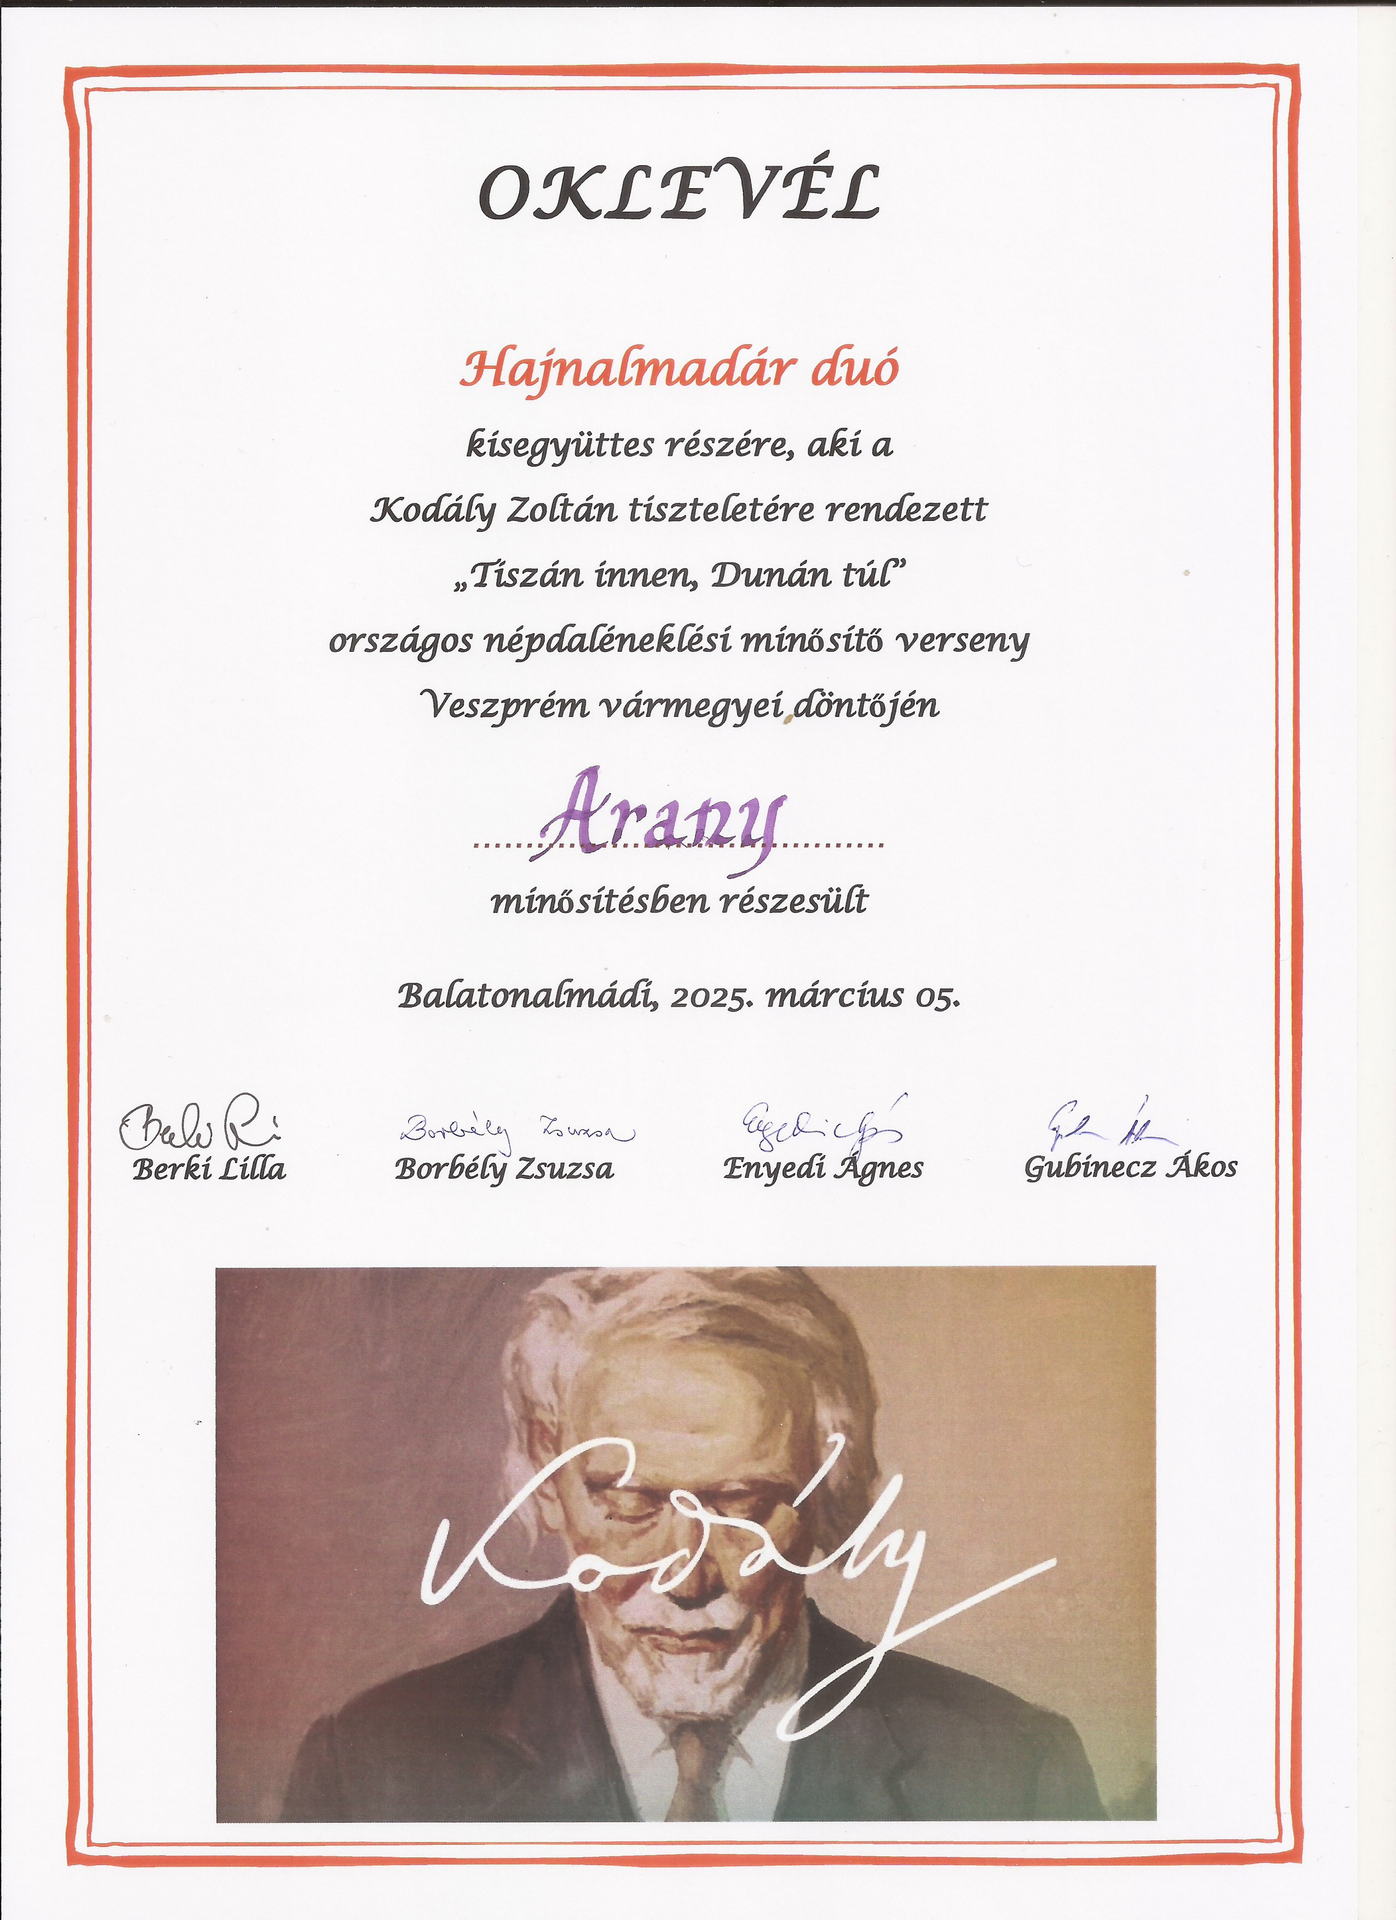 OKLEVÉL
Hajnalmadár duó
kisegyüttes részére, aki a
Kodály Zoltán tiszteletére rendezett
„Tiszán innen, Dunán túl”
országos népdaléneklési minősítő verseny
Veszprém vármegyei döntőjén
Arany
minősítésben részesült
Balatonalmádi, 2025. március 05.
Borbély Zsuzsa
Berki Lilla Borbély Zsuzsa Enyedi Ágnes Gubinecz Ákos
Kodály